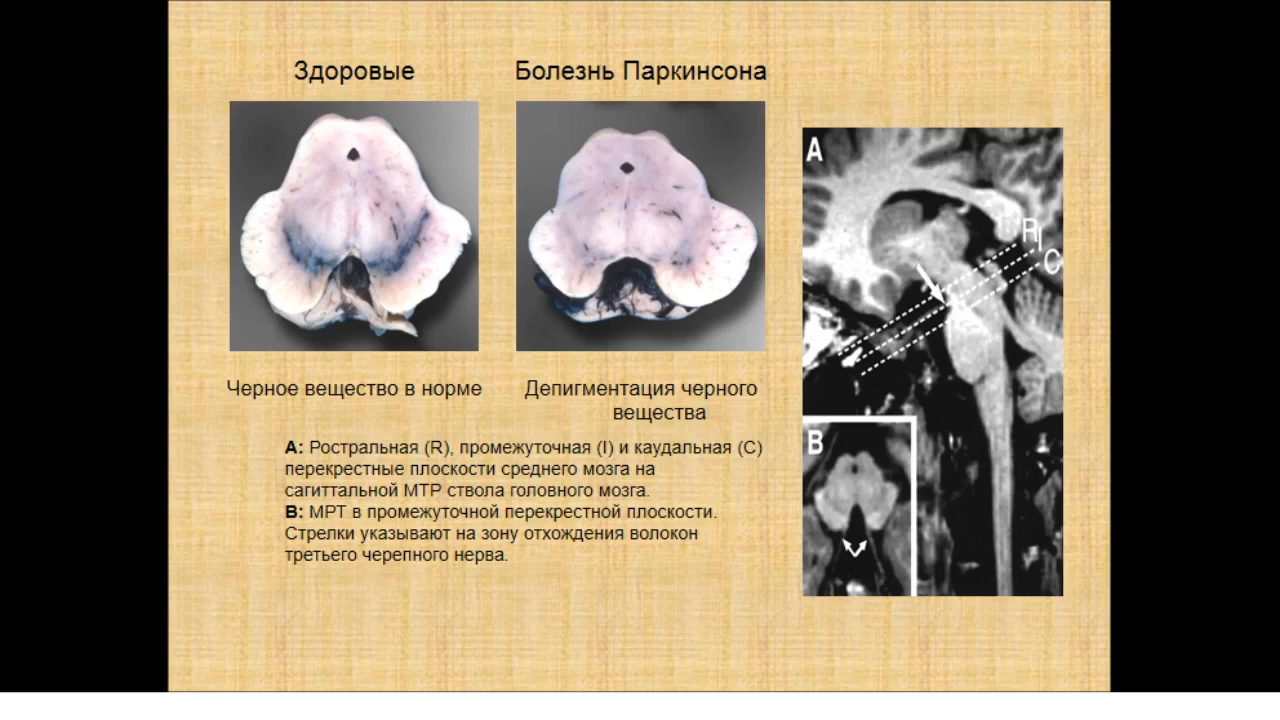 Здоровые
Болезнь Паркинсона
Черное вещество в норме
Депигментация черного
вещества
A: Ростральная (R), промежуточная (I) и каудальная (C)
перекрестные плоскости среднего мозга на
сагиттальной МТР ствола головного мозга.
B: МРТ в промежуточной перекрестной плоскости.
Стрелки указывают на зону отхождения волокон
третьего черепного нерва.
A
R
I
C
B